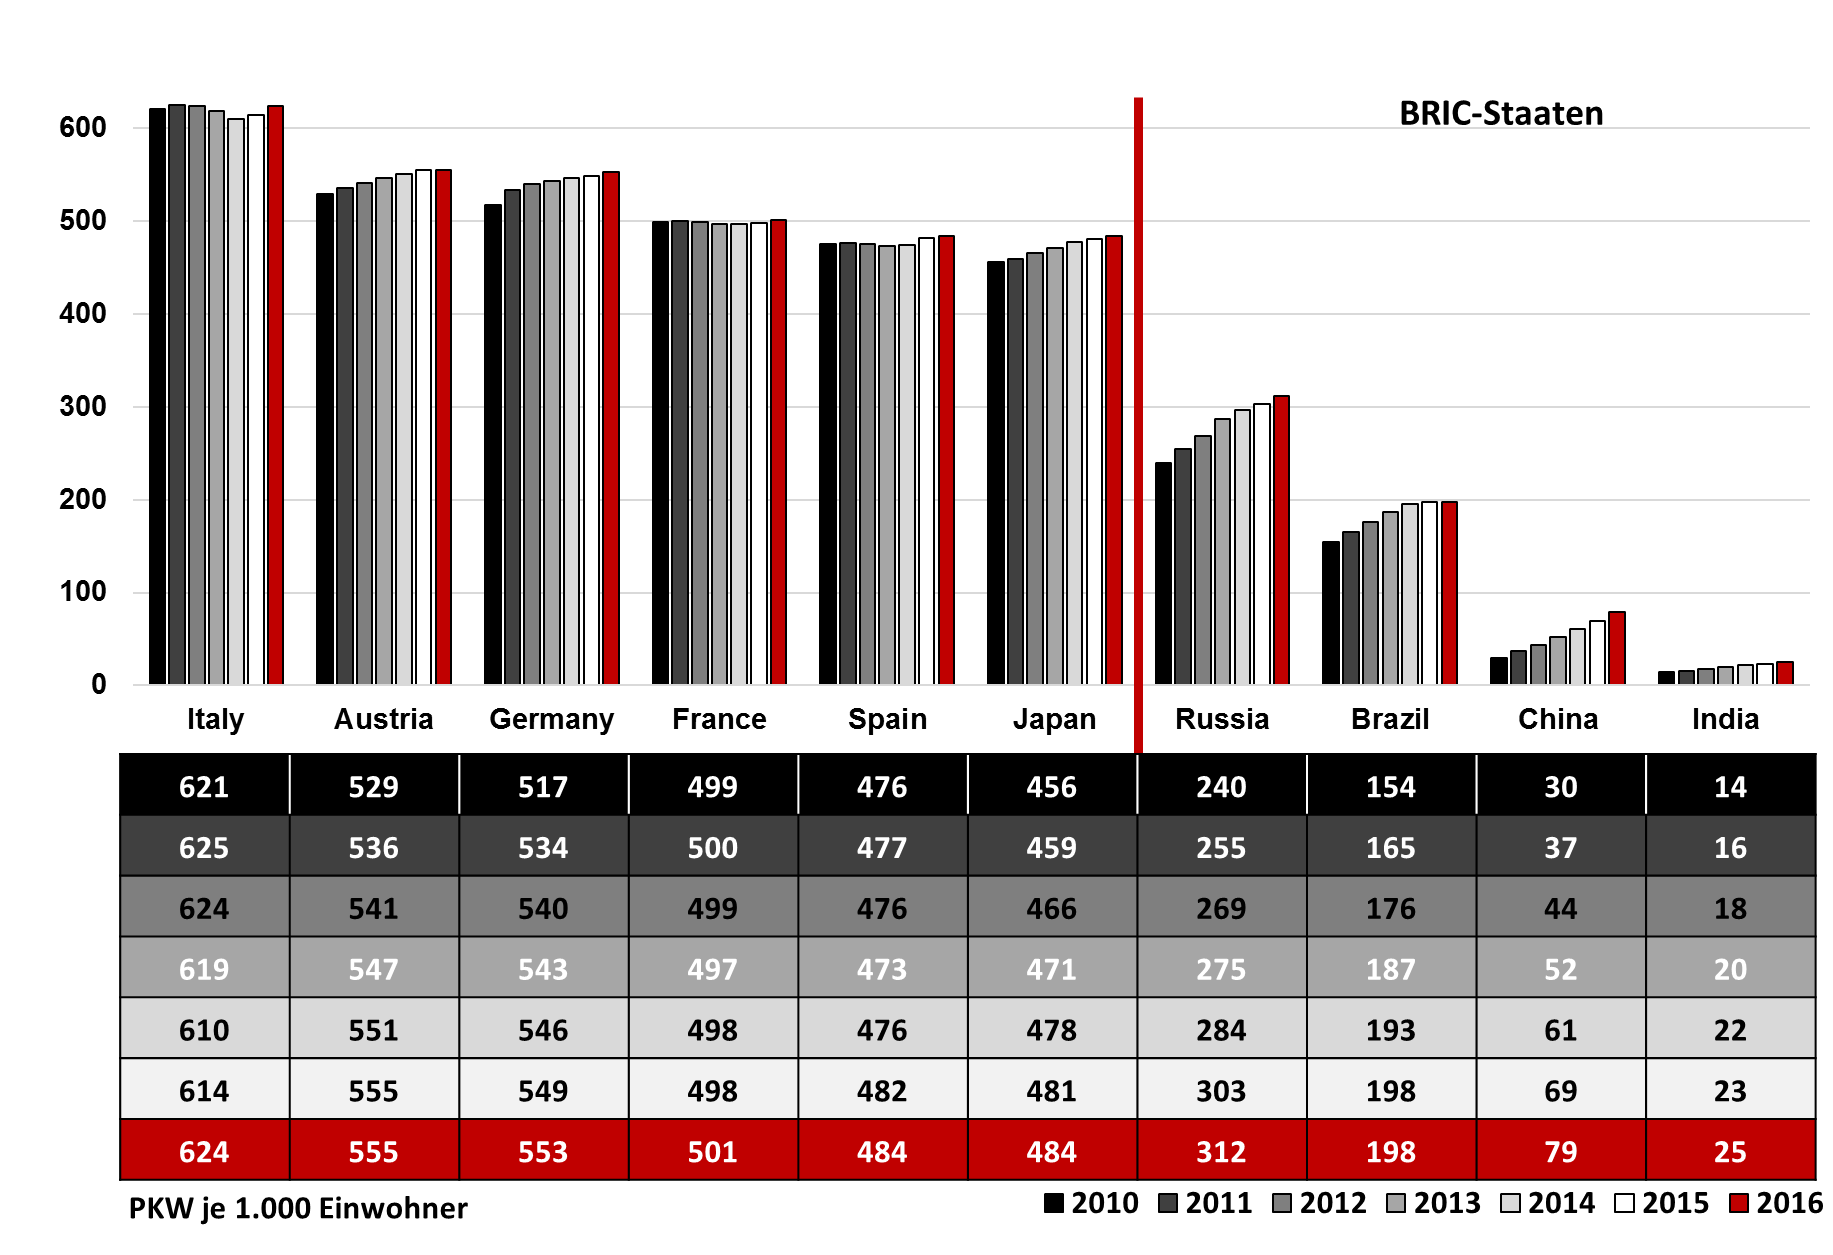 BRIC-Staaten
600
500
400
300
200
100
0
Italy Austria Germany France Spain Japan Russia Brazil China India
621 529 517 499 476 456 240 154 30 14
625 536 534 500 477 459 255 165 37 16
624 541 540 499 476 466 269 176 44 18
619 547 543 497 473 471 275 187 52 20
610 551 546 498 476 478 284 193 61 22
614 555 549 498 482 481 303 198 69 23
624 555 553 501 484 484 312 198 79 25
PKW je 1.000 Einwohner 2010 2011 2012 2013 2014 2015 2016